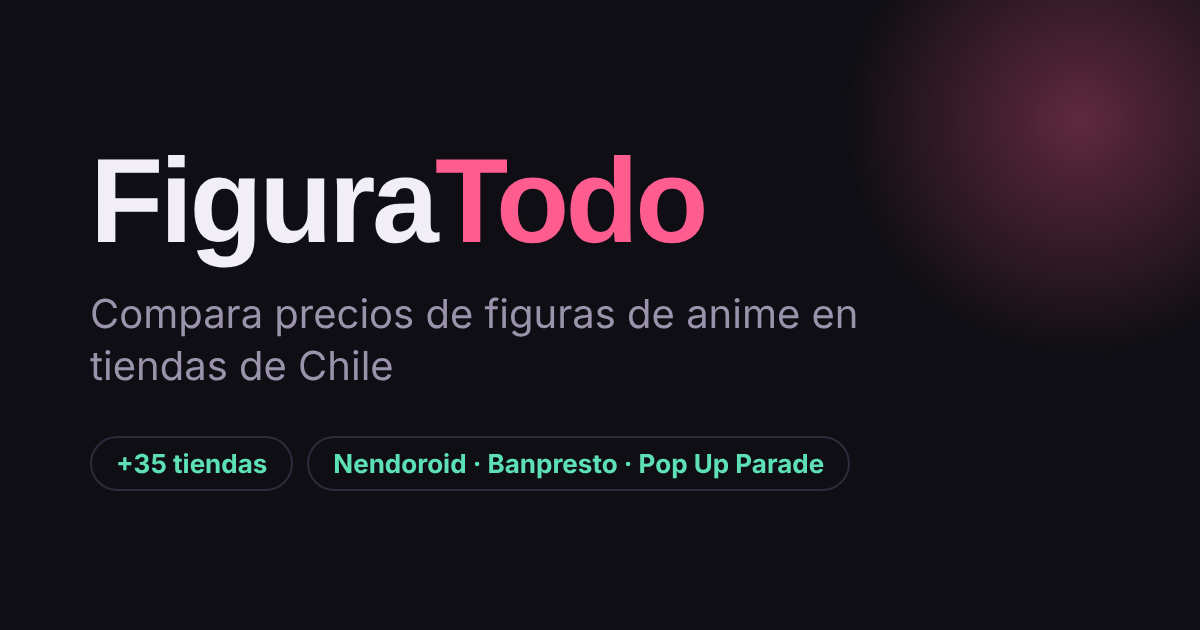 FiguraTodo
Compara precios de figuras de anime en
tiendas de Chile
+35 tiendas
Nendoroid · Banpresto · Pop Up Parade